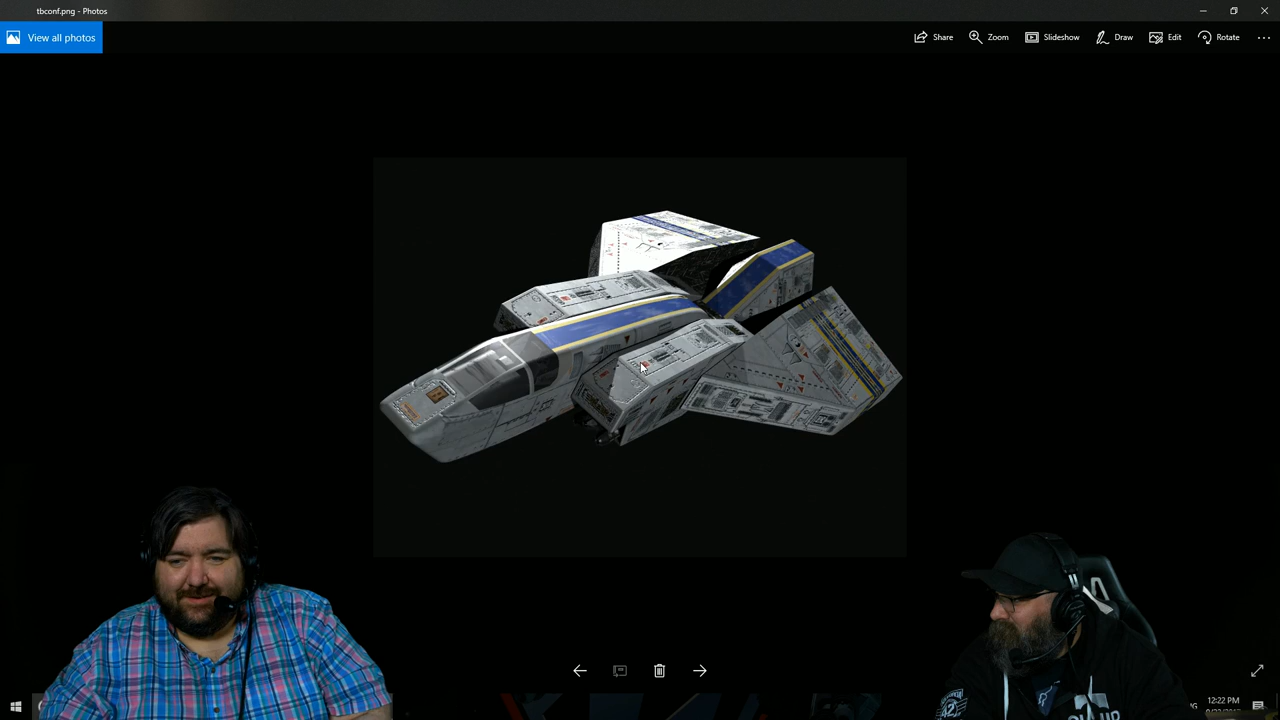 tbconf.png - Photos
View all photos
Share
Zoom
Slideshow
Draw
Edit
Rotate
12:22 PM